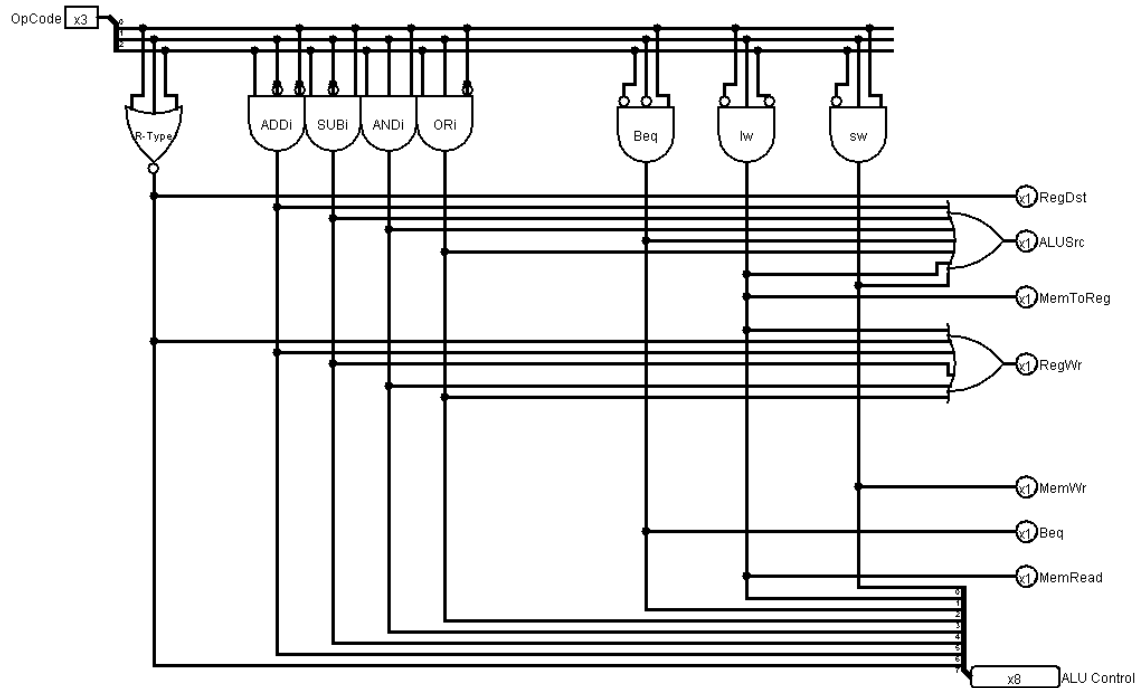 OpCode x3
0
1
2
R-Type
ADDi SUBi ANDi ORi Beq lw sw
x1 RegDst
x1 ALUSrc
x1 MemToReg
x1 RegWr
x1 MemWr
x1 Beq
x1 MemRead
0
1
2
3
4
5
6
7
x8 ALU Control